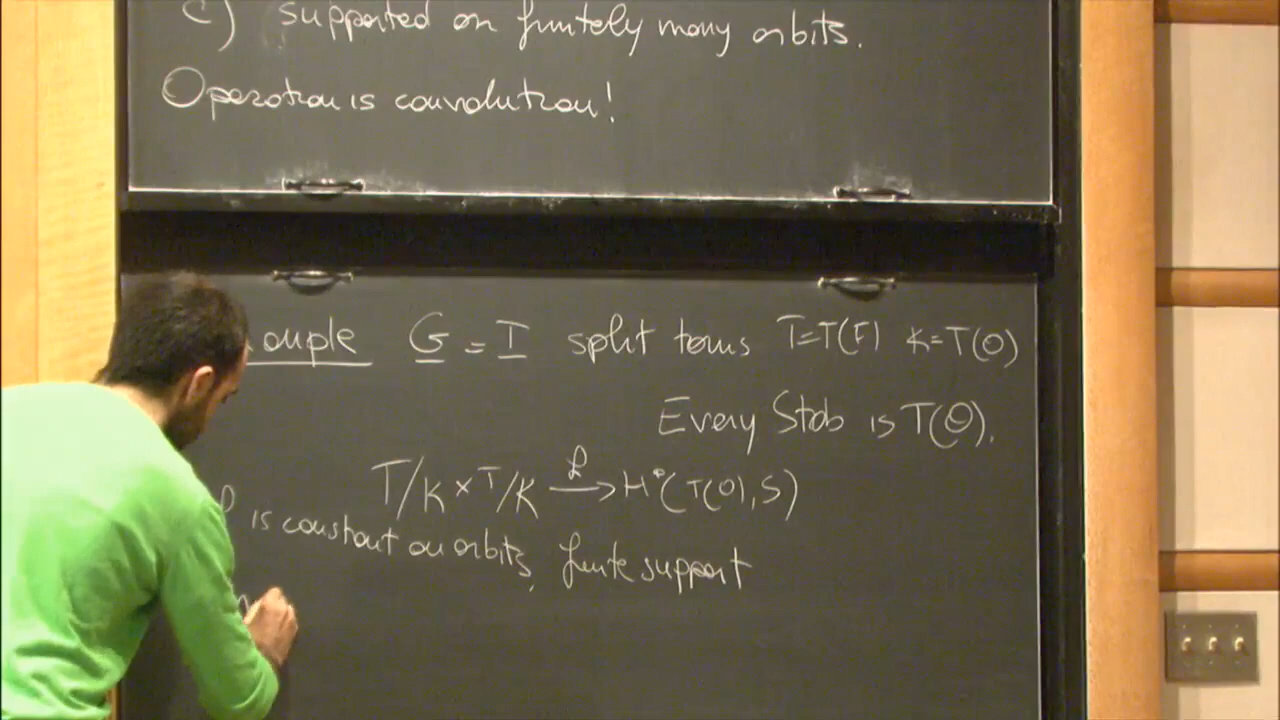 c) supported on finitely many orbits.
Operation is convolution!
ample G = T split torus T=T(F) K=T(O)
Every Stab is T(O).
T/K × T/K → H*(T(O), S)
is constant on orbits, finite support